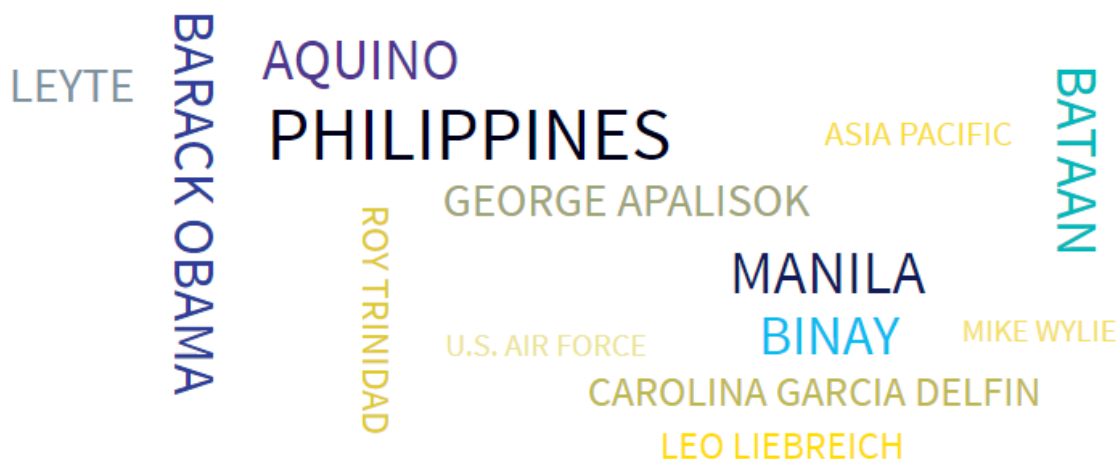 LEYTE
BARACK OBAMA
AQUINO
PHILIPPINES
ASIA PACIFIC
BATAAN
GEORGE APALISOK
ROY TRINIDAD
MANILA
BINAY
MIKE WYLIE
U.S. AIR FORCE
CAROLINA GARCIA DELFIN
LEO LIEBREICH